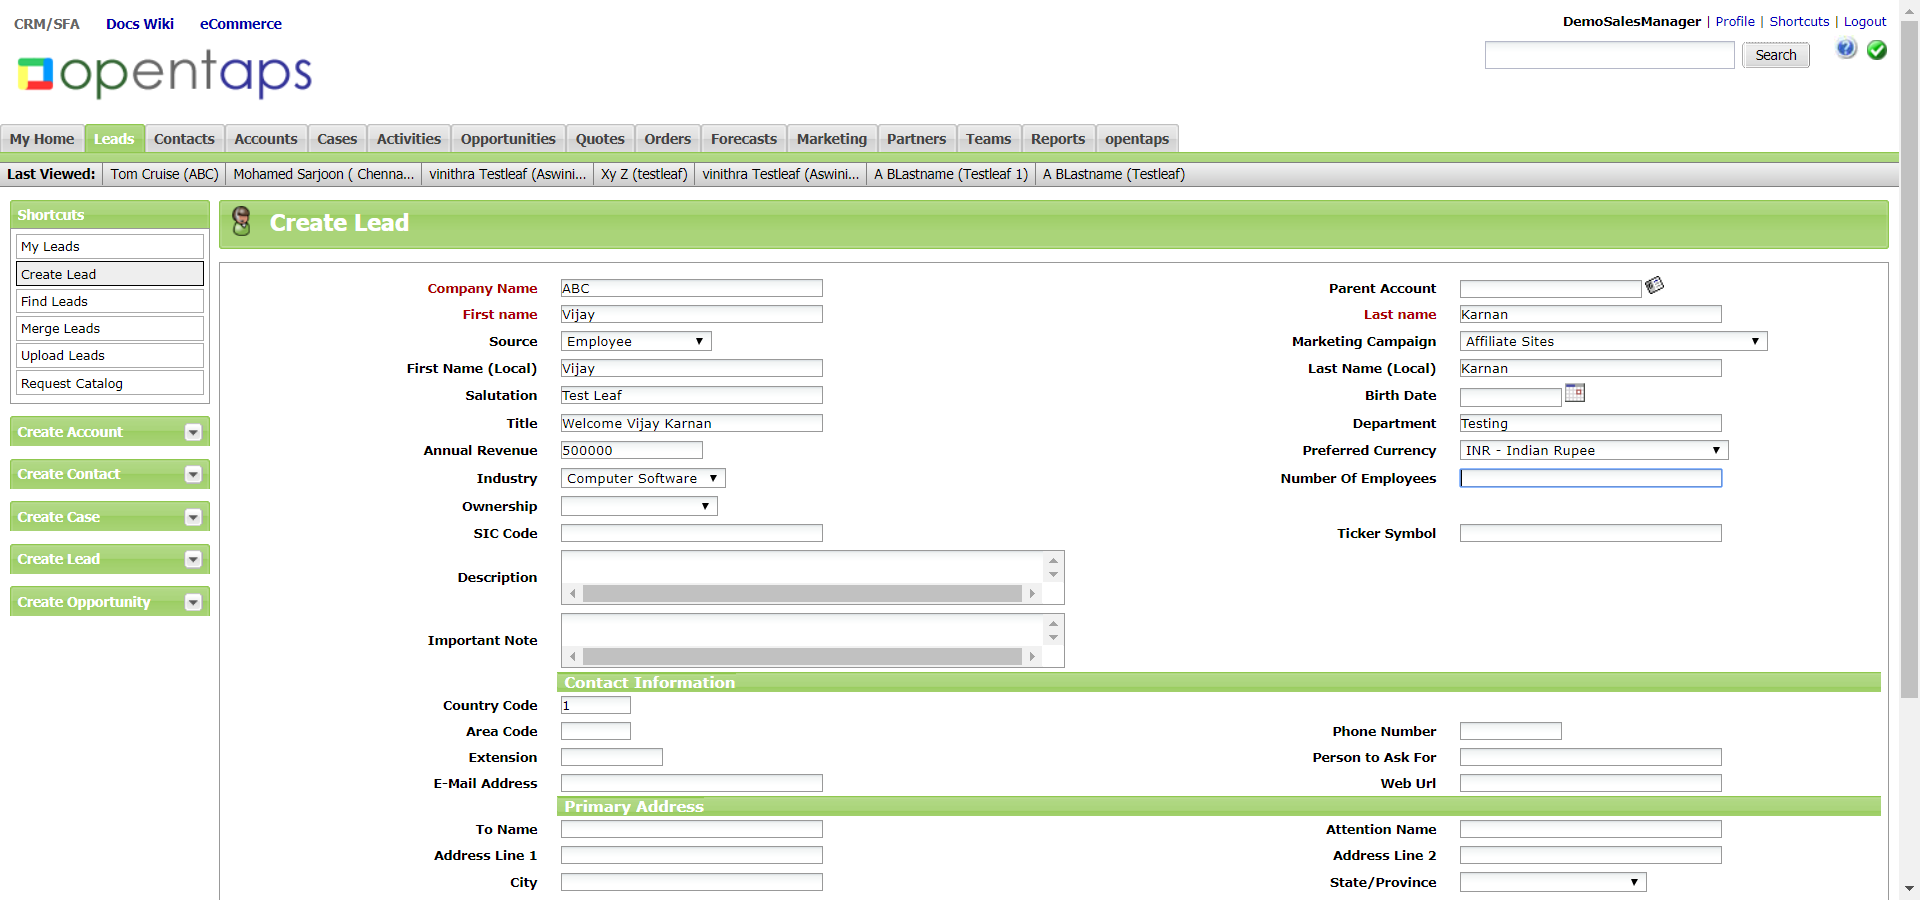 CRM/SFA Docs Wiki eCommerce
DemoSalesManager | Profile | Shortcuts | Logout
Search
opentaps
My Home Leads Contacts Accounts Cases Activities Opportunities Quotes Orders Forecasts Marketing Partners Teams Reports opentaps
Last Viewed: Tom Cruise (ABC) Mohamed Sarjoon ( Chenna... vinithra Testleaf (Aswini... Xy Z (testleaf) vinithra Testleaf (Aswini... A BLastname (Testleaf 1) A BLastname (Testleaf)
Shortcuts
My Leads
Create Lead
Find Leads
Merge Leads
Upload Leads
Request Catalog
Create Account
Create Contact
Create Case
Create Lead
Create Opportunity
Create Lead
Company Name ABC Parent Account
First name Vijay Last name Karnan
Source Employee Marketing Campaign Affiliate Sites
First Name (Local) Vijay Last Name (Local) Karnan
Salutation Test Leaf Birth Date
Title Welcome Vijay Karnan Department Testing
Annual Revenue 500000 Preferred Currency INR - Indian Rupee
Industry Computer Software Number Of Employees
Ownership
SIC Code Ticker Symbol
Description
Important Note
Contact Information
Country Code 1
Area Code Phone Number
Extension Person to Ask For
E-Mail Address Web Url
Primary Address
To Name Attention Name
Address Line 1 Address Line 2
City State/Province